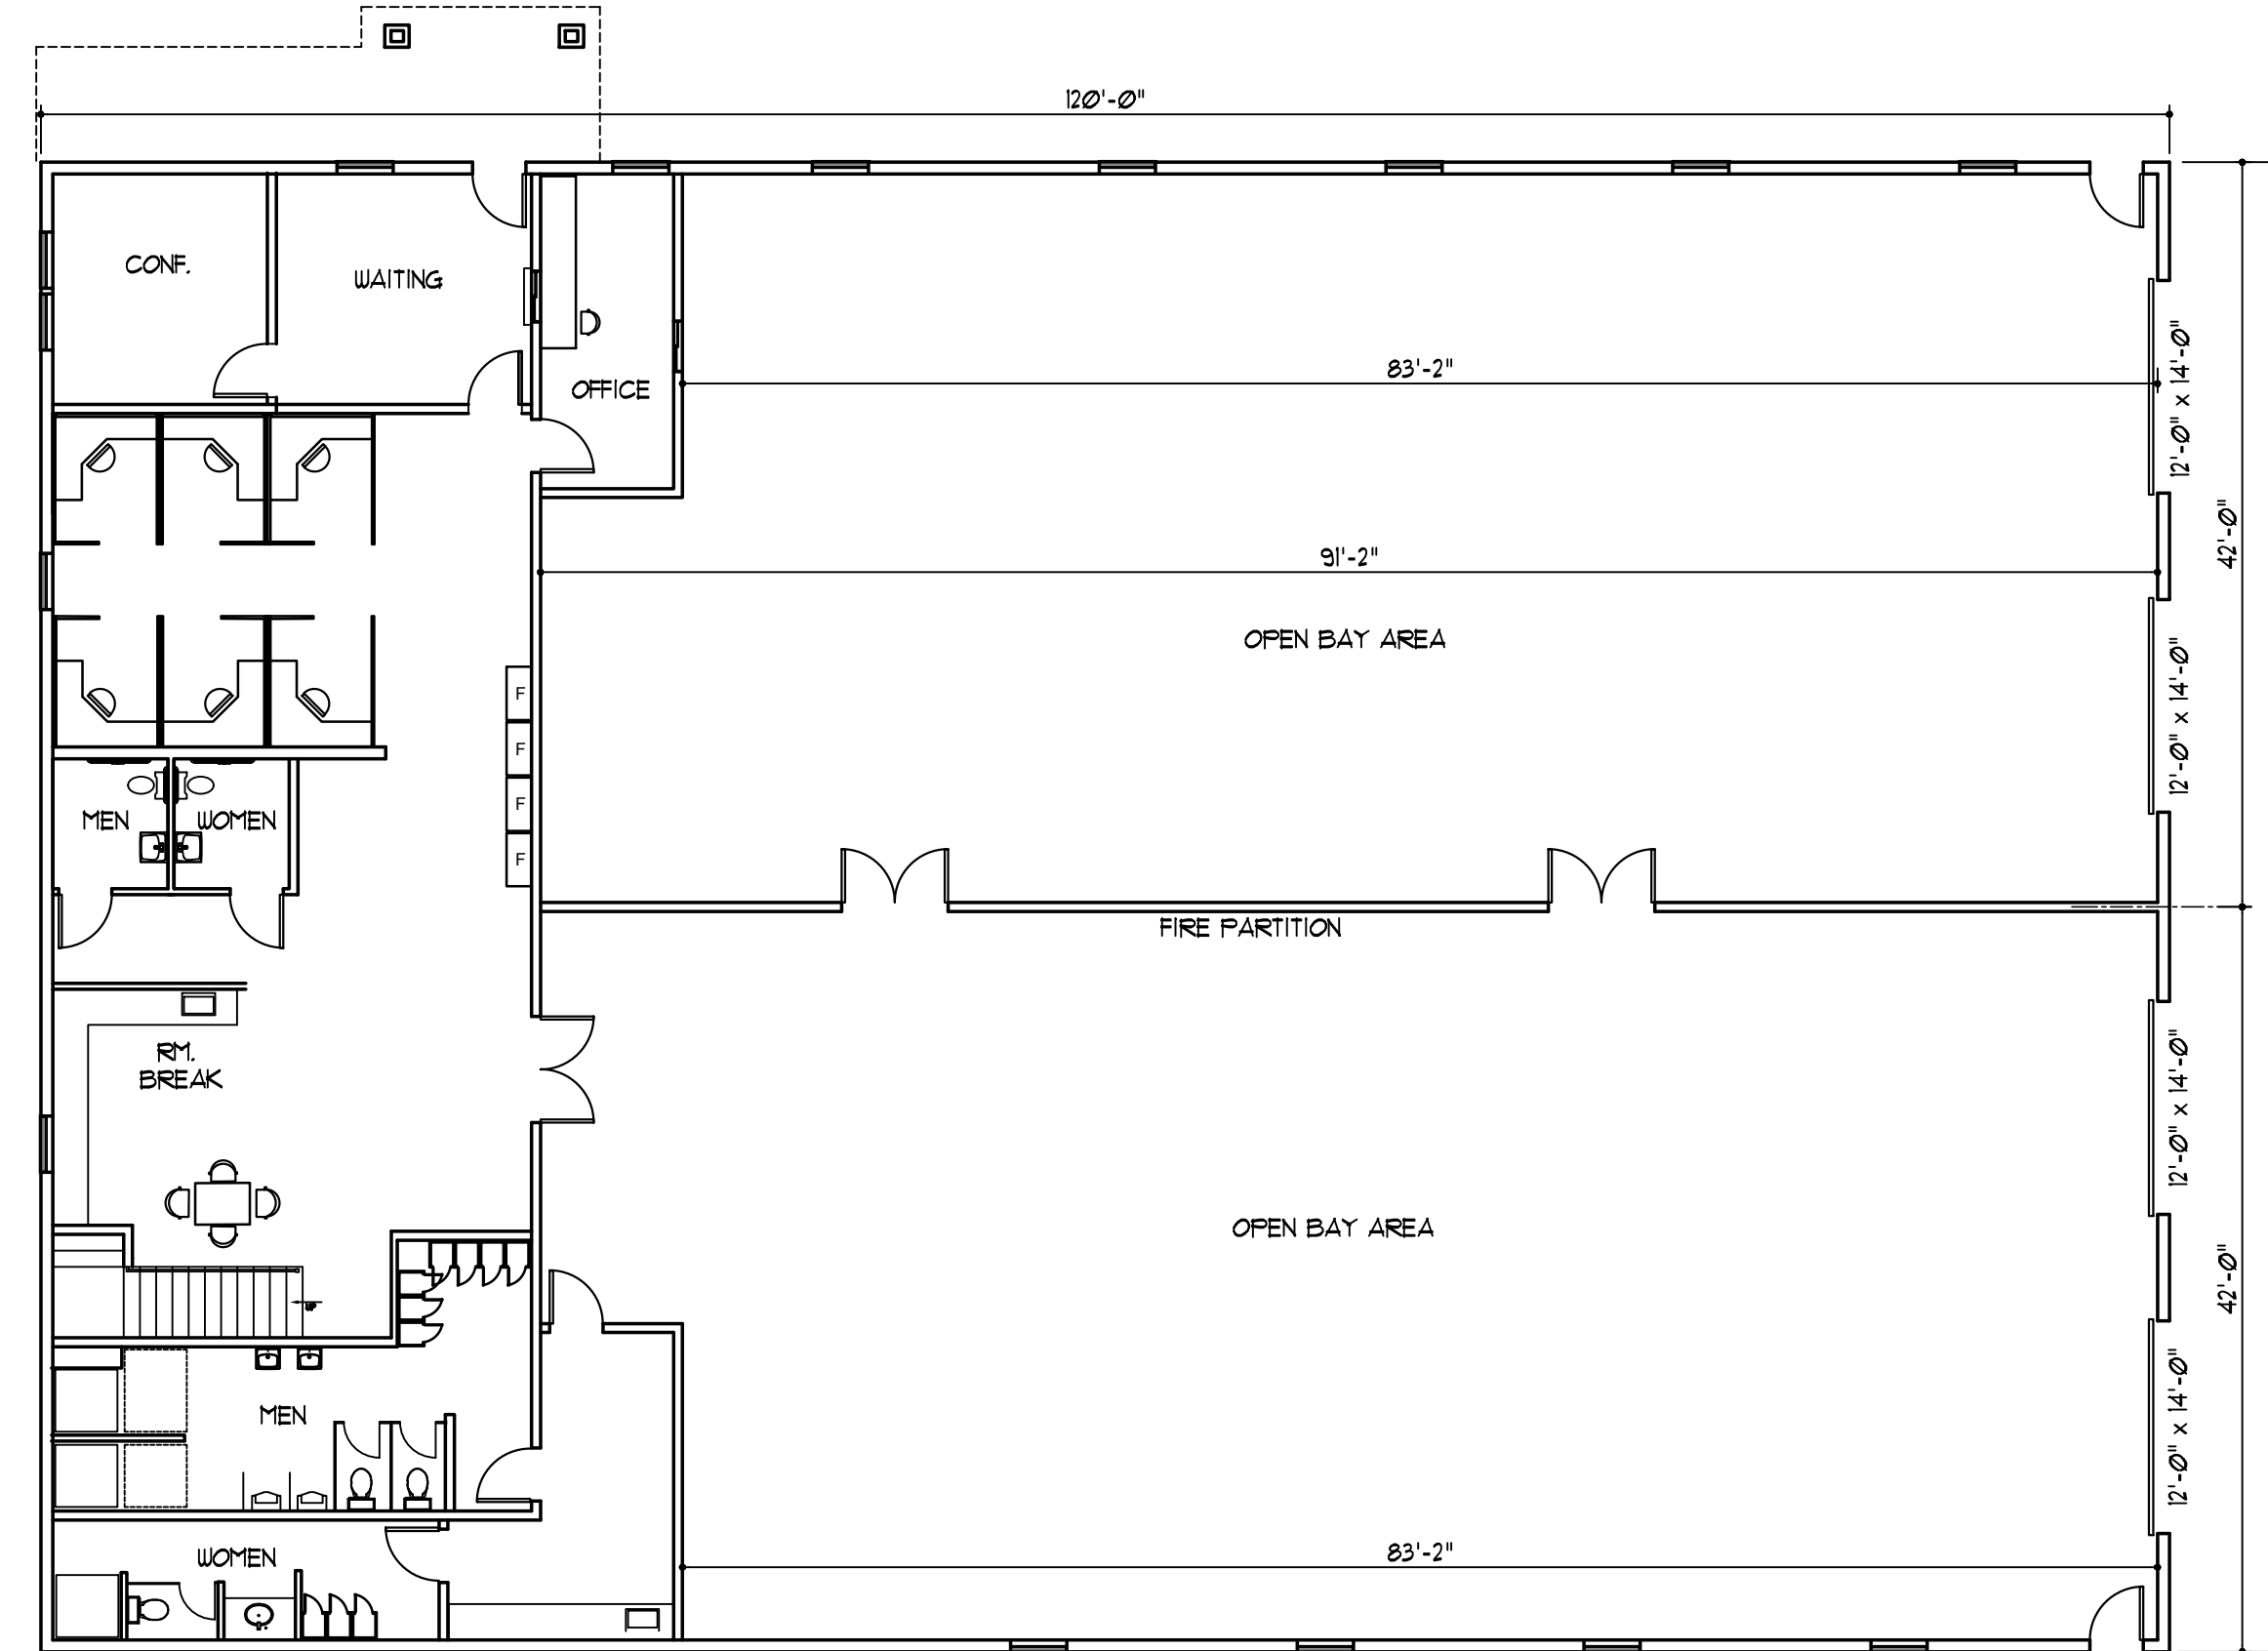 120'-0"
CONF.
WAITING
OFFICE
83'-2"
12'-0" x 14'-0"
42'-0"
91'-2"
OPEN BAY AREA
12'-0" x 14'-0"
F
F
F
F
MEN
WOMEN
FIRE PARTITION
RM.
BREAK
12'-0" x 14'-0"
OPEN BAY AREA
42'-0"
UP
12'-0" x 14'-0"
MEN
WOMEN
83'-2"